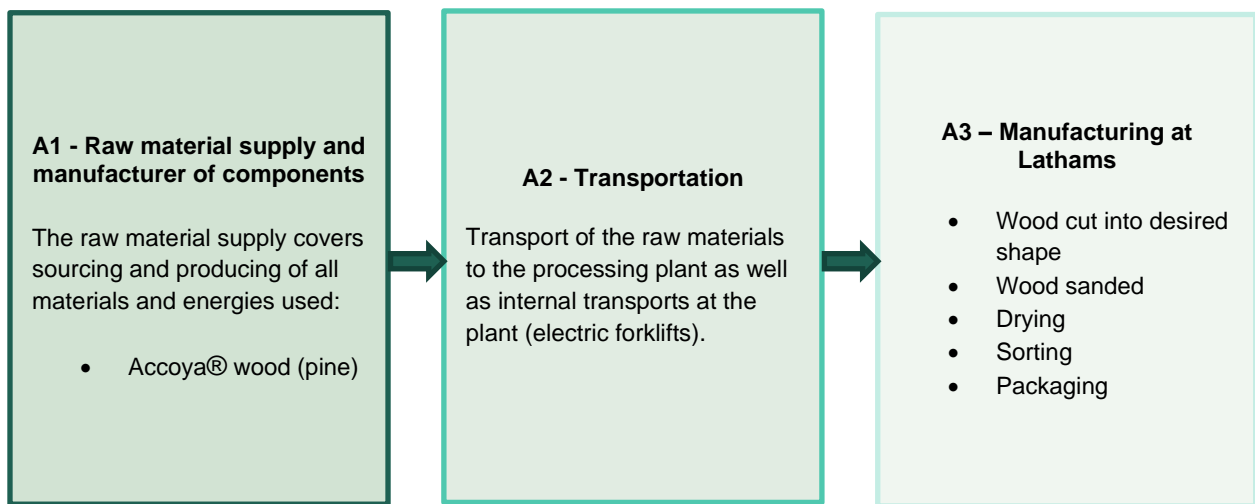 A1 - Raw material supply and
manufacturer of components
The raw material supply covers
sourcing and producing of all
materials and energies used:
• Accoya® wood (pine)
A2 - Transportation
Transport of the raw materials
to the processing plant as well
as internal transports at the
plant (electric forklifts).
A3 – Manufacturing at
Lathams
• Wood cut into desired
shape
• Wood sanded
• Drying
• Sorting
• Packaging